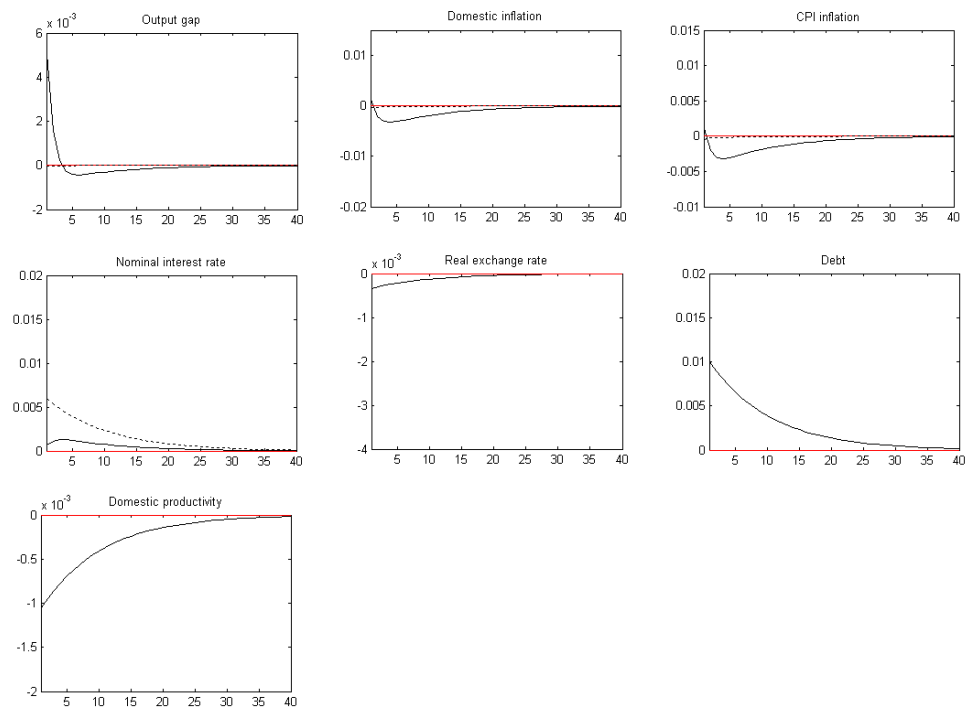 Output gap
x 10-3
6
4
2
0
-2
5 10 15 20 25 30 35 40
Domestic inflation
0.01
0
-0.01
-0.02
5 10 15 20 25 30 35 40
CPI inflation
0.015
0.01
0.005
0
-0.005
-0.01
5 10 15 20 25 30 35 40
Nominal interest rate
0.02
0.015
0.01
0.005
0
5 10 15 20 25 30 35 40
Real exchange rate
x 10-3
0
-1
-2
-3
-4
5 10 15 20 25 30 35 40
Debt
0.02
0.015
0.01
0.005
0
5 10 15 20 25 30 35 40
Domestic productivity
x 10-3
0
-0.5
-1
-1.5
-2
5 10 15 20 25 30 35 40